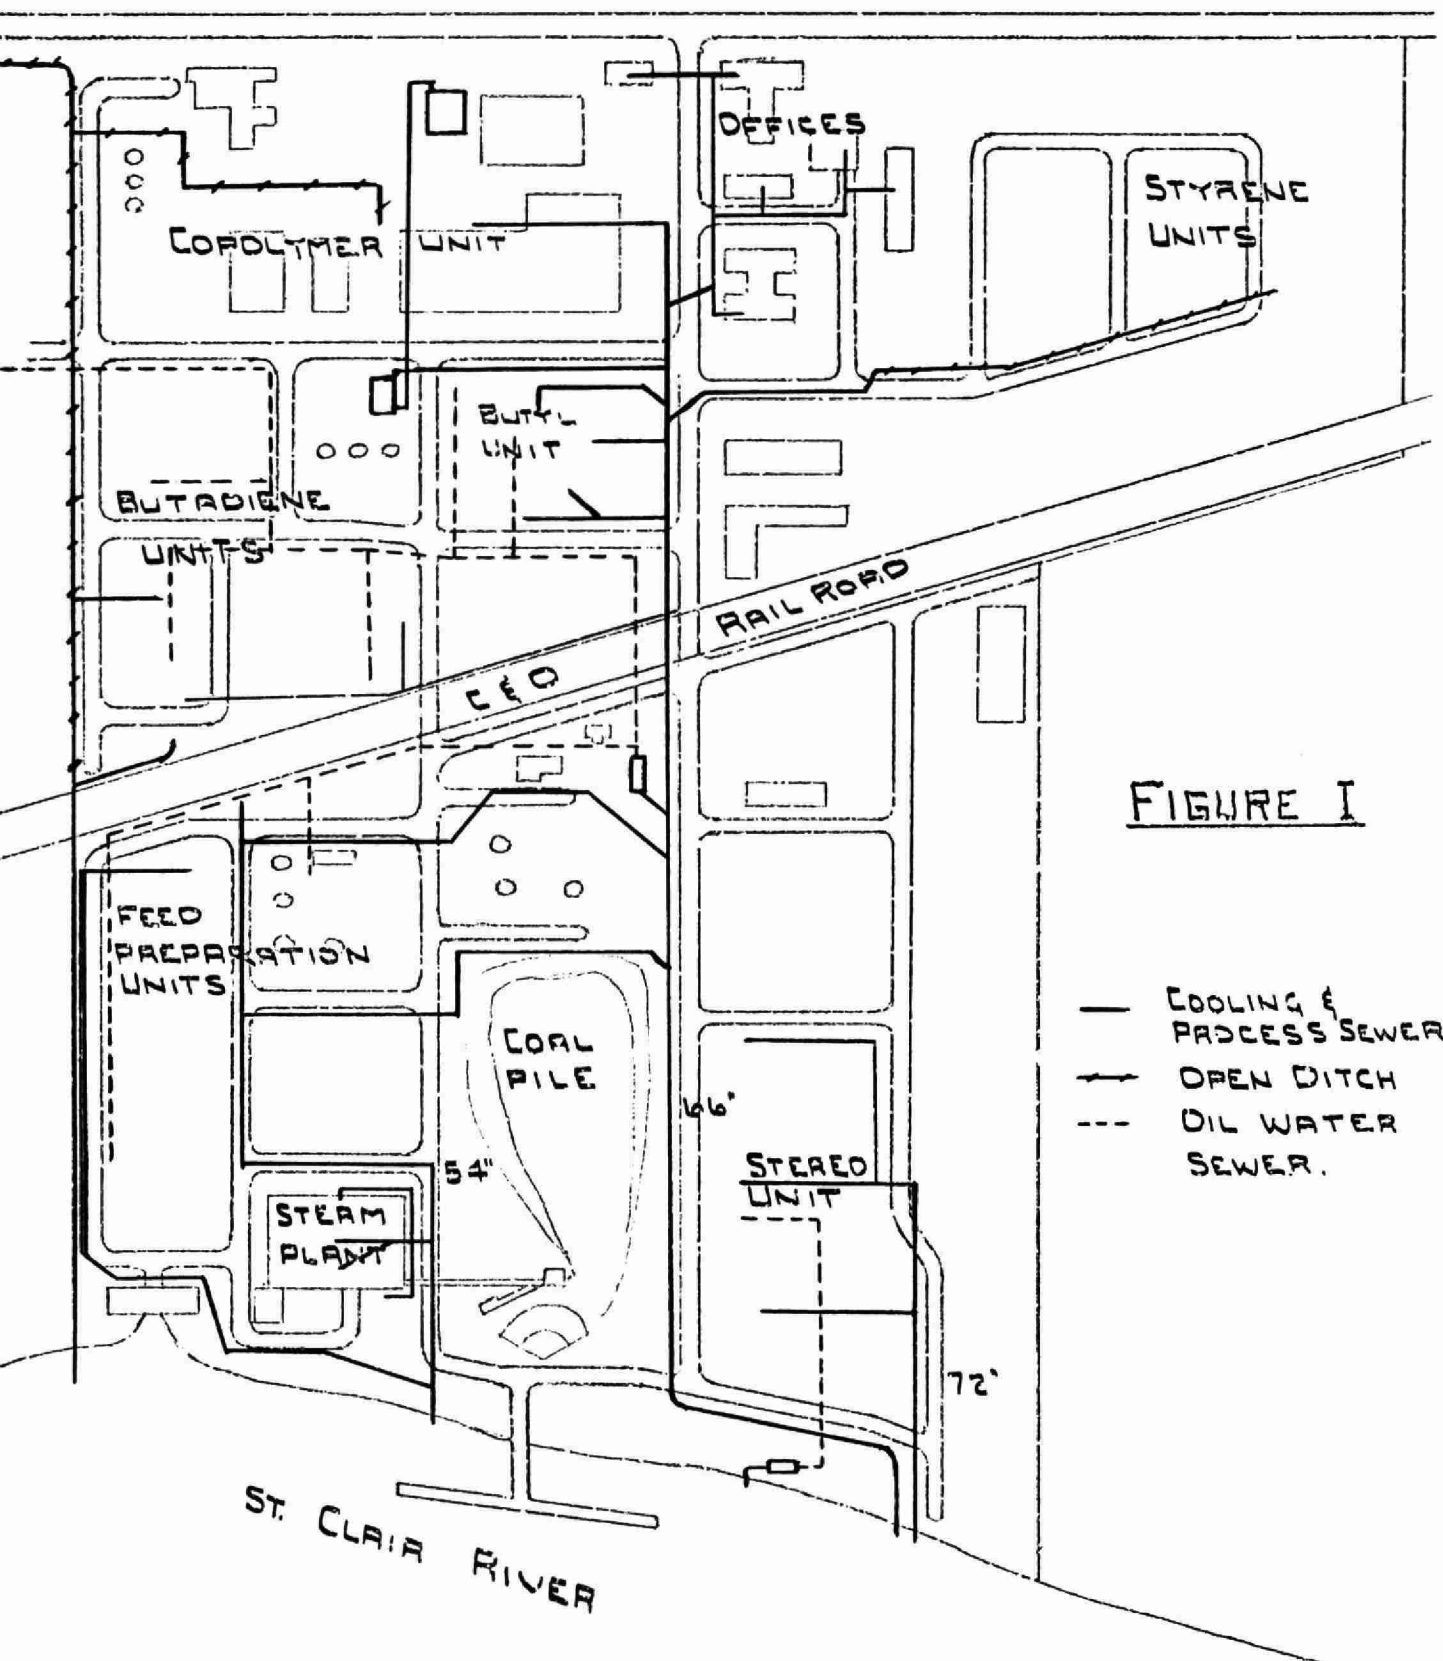 OFFICES
STYRENE
UNITS
COPOLYMER UNIT
BUTYL
UNIT
BUTADIENE
UNITS
C & O RAIL ROAD
FIGURE I
FEED
PREPARATION
UNITS
COAL
PILE
COOLING &
PROCESS SEWER
OPEN DITCH
OIL WATER
SEWER.
66"
54"
STEREO
UNIT
STEAM
PLANT
72"
ST. CLAIR RIVER